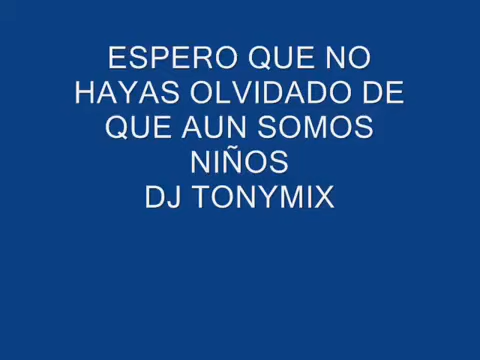 ESPERO QUE NO
HAYAS OLVIDADO DE
QUE AUN SOMOS
NIÑOS
DJ TONYMIX